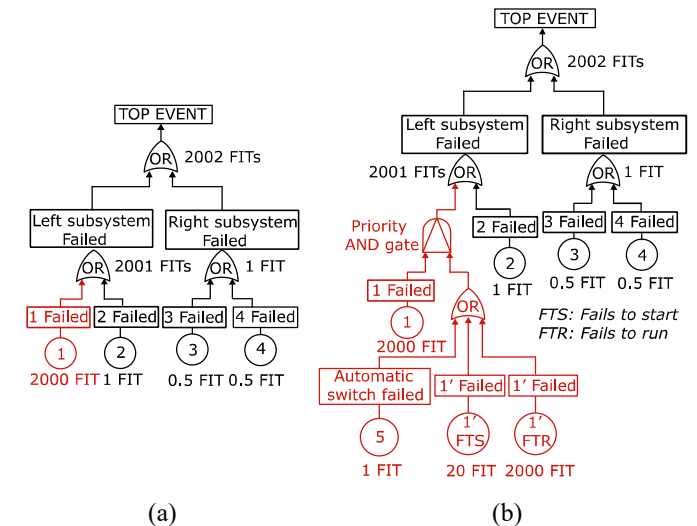 TOP EVENT
OR
2002 FITs
Left subsystem
Failed
Right subsystem
Failed
OR
2001 FITs
OR
1 FIT
1 Failed
2 Failed
3 Failed
4 Failed
1
2
3
4
2000 FIT
1 FIT
0.5 FIT
0.5 FIT
(a)
TOP EVENT
OR
2002 FITs
Left subsystem
Failed
Right subsystem
Failed
2001 FITs
OR
OR
1 FIT
Priority
AND gate
2 Failed
3 Failed
4 Failed
2
3
4
1 FIT
0.5 FIT
0.5 FIT
1 Failed
1
2000 FIT
OR
FTS: Fails to start
FTR: Fails to run
Automatic
switch failed
1' Failed
1' Failed
5
1'
FTS
1'
FTR
1 FIT
20 FIT
2000 FIT
(b)